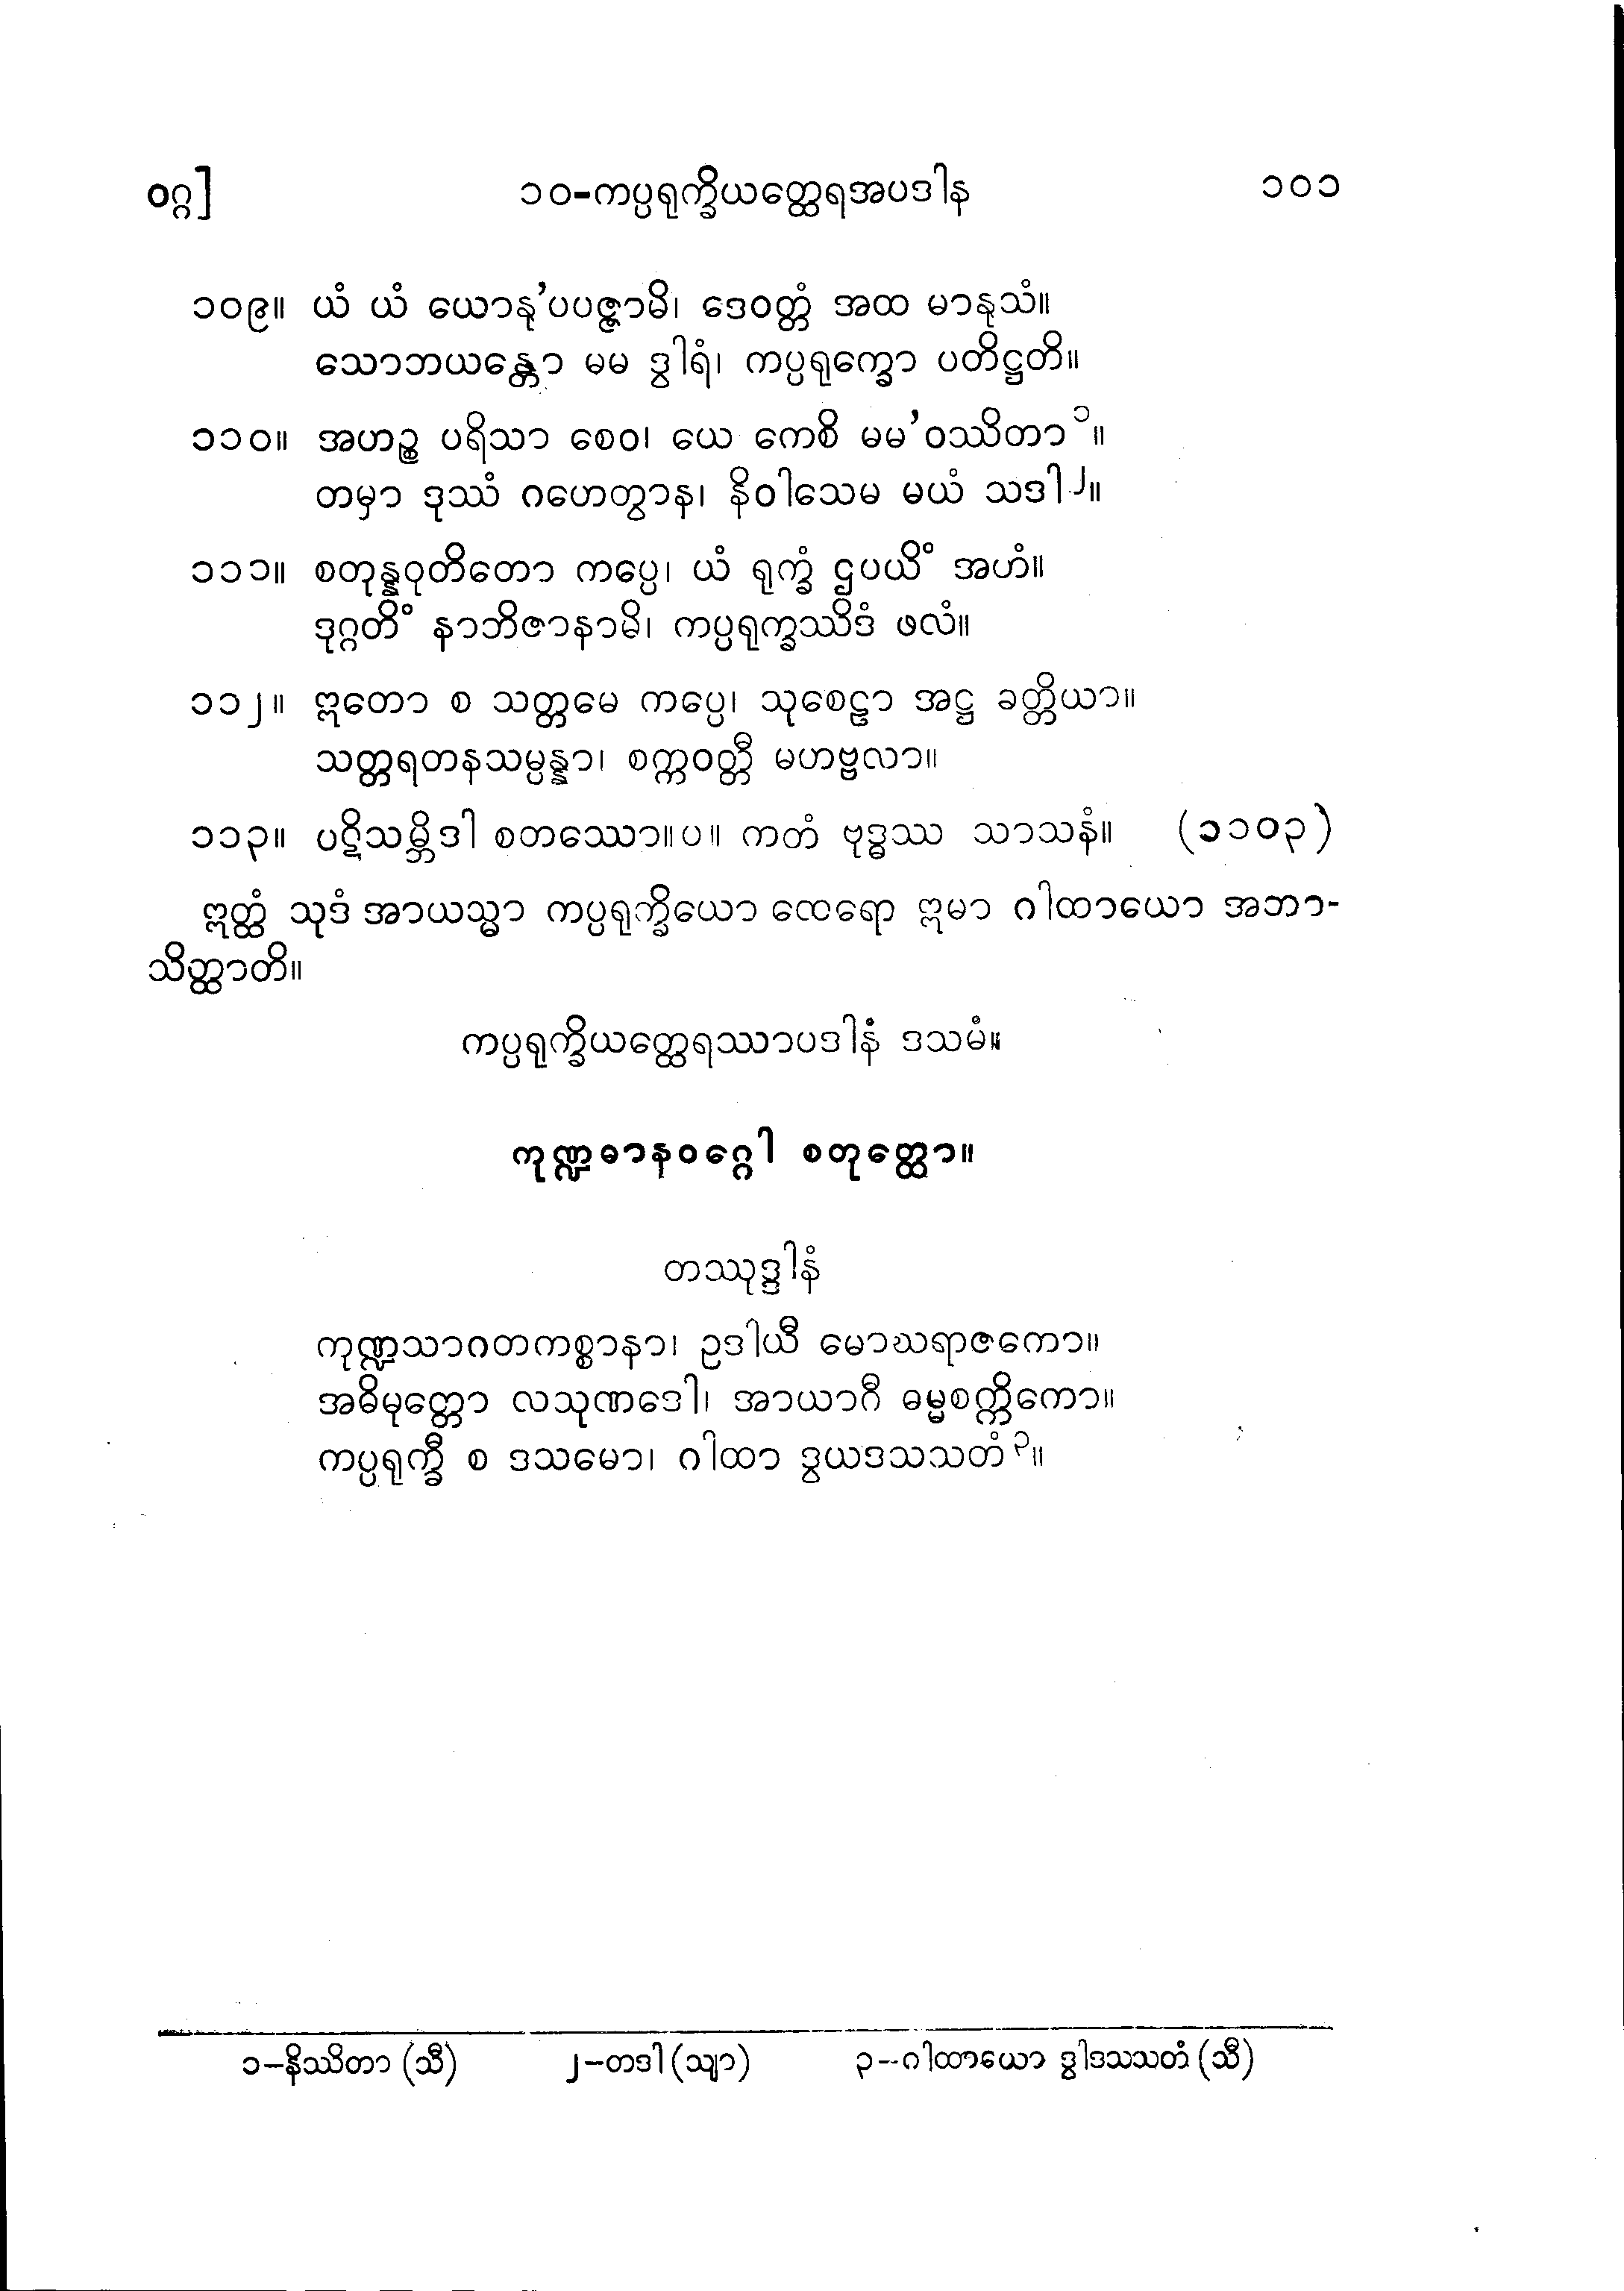 ဝဂ္ဂ] ၁၀-ကပ္ပရုက္ခိယတ္ထေရအပဒါန ၁၀၁
၁၀၉။ ယံ ယံ ယောနု’ပပဇ္ဇာမိ၊ ဒေဝတ္တံ အထ မာနုသံ။
သောဘယန္တော မမ ဒွါရံ၊ ကပ္ပရုက္ခော ပတိဋ္ဌတိ။
၁၁၀။ အဟဉ္စ ပရိသာ စေဝ၊ ယေ ကေစိ မမ’ဝဿိတာ၁။
တမှာ ဒုဿံ ဂဟေတွာန၊ နိဝါသေမ မယံ သဒါ၂။
၁၁၁။ စတုန္နဝုတိတော ကပ္ပေ၊ ယံ ရုက္ခံ ဌပယိံ အဟံ။
ဒုဂ္ဂတိံ နာဘိဇာနာမိ၊ ကပ္ပရုက္ခဿိဒံ ဖလံ။
၁၁၂။ ဣတော စ သတ္တမေ ကပ္ပေ၊ သုစေဠာ အဋ္ဌ ခတ္တိယာ။
သတ္တရတနသမ္ပန္နာ၊ စက္ကဝတ္တီ မဟဗ္ဗလာ။
၁၁၃။ ပဋိသမ္ဘိဒါ စတဿော။ပ။ ကတံ ဗုဒ္ဓဿ သာသနံ။ (၁၁၀၃)
ဣတ္ထံ သုဒံ အာယသ္မာ ကပ္ပရုက္ခိယော ထေရော ဣမာ ဂါထာယော အဘာ-
သိတ္ထာတိ။
ကပ္ပရုက္ခိယတ္ထေရဿာပဒါနံ ဒသမံ။
ကုဏ္ဍဓာနဝဂ္ဂေါ စတုတ္ထော။
တဿုဒ္ဒါနံ
ကုဏ္ဍသာဂတကစ္စာနာ၊ ဥဒါယီ မောဃရာဇကော။
အဓိမုတ္တော လသုဏဒေါ၊ အာယာဂီ ဓမ္မစက္ကိကော။
ကပ္ပရုက္ခီ စ ဒသမော၊ ဂါထာ ဒွယဒသသတံ၃။
၁–နိဿိတာ (သီ) ၂–တဒါ (သျာ) ၃–ဂါထာယော ဒွါဒသသတံ (သီ)